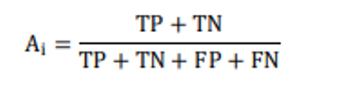 Aᵢ = (TP + TN) / (TP + TN + FP + FN)